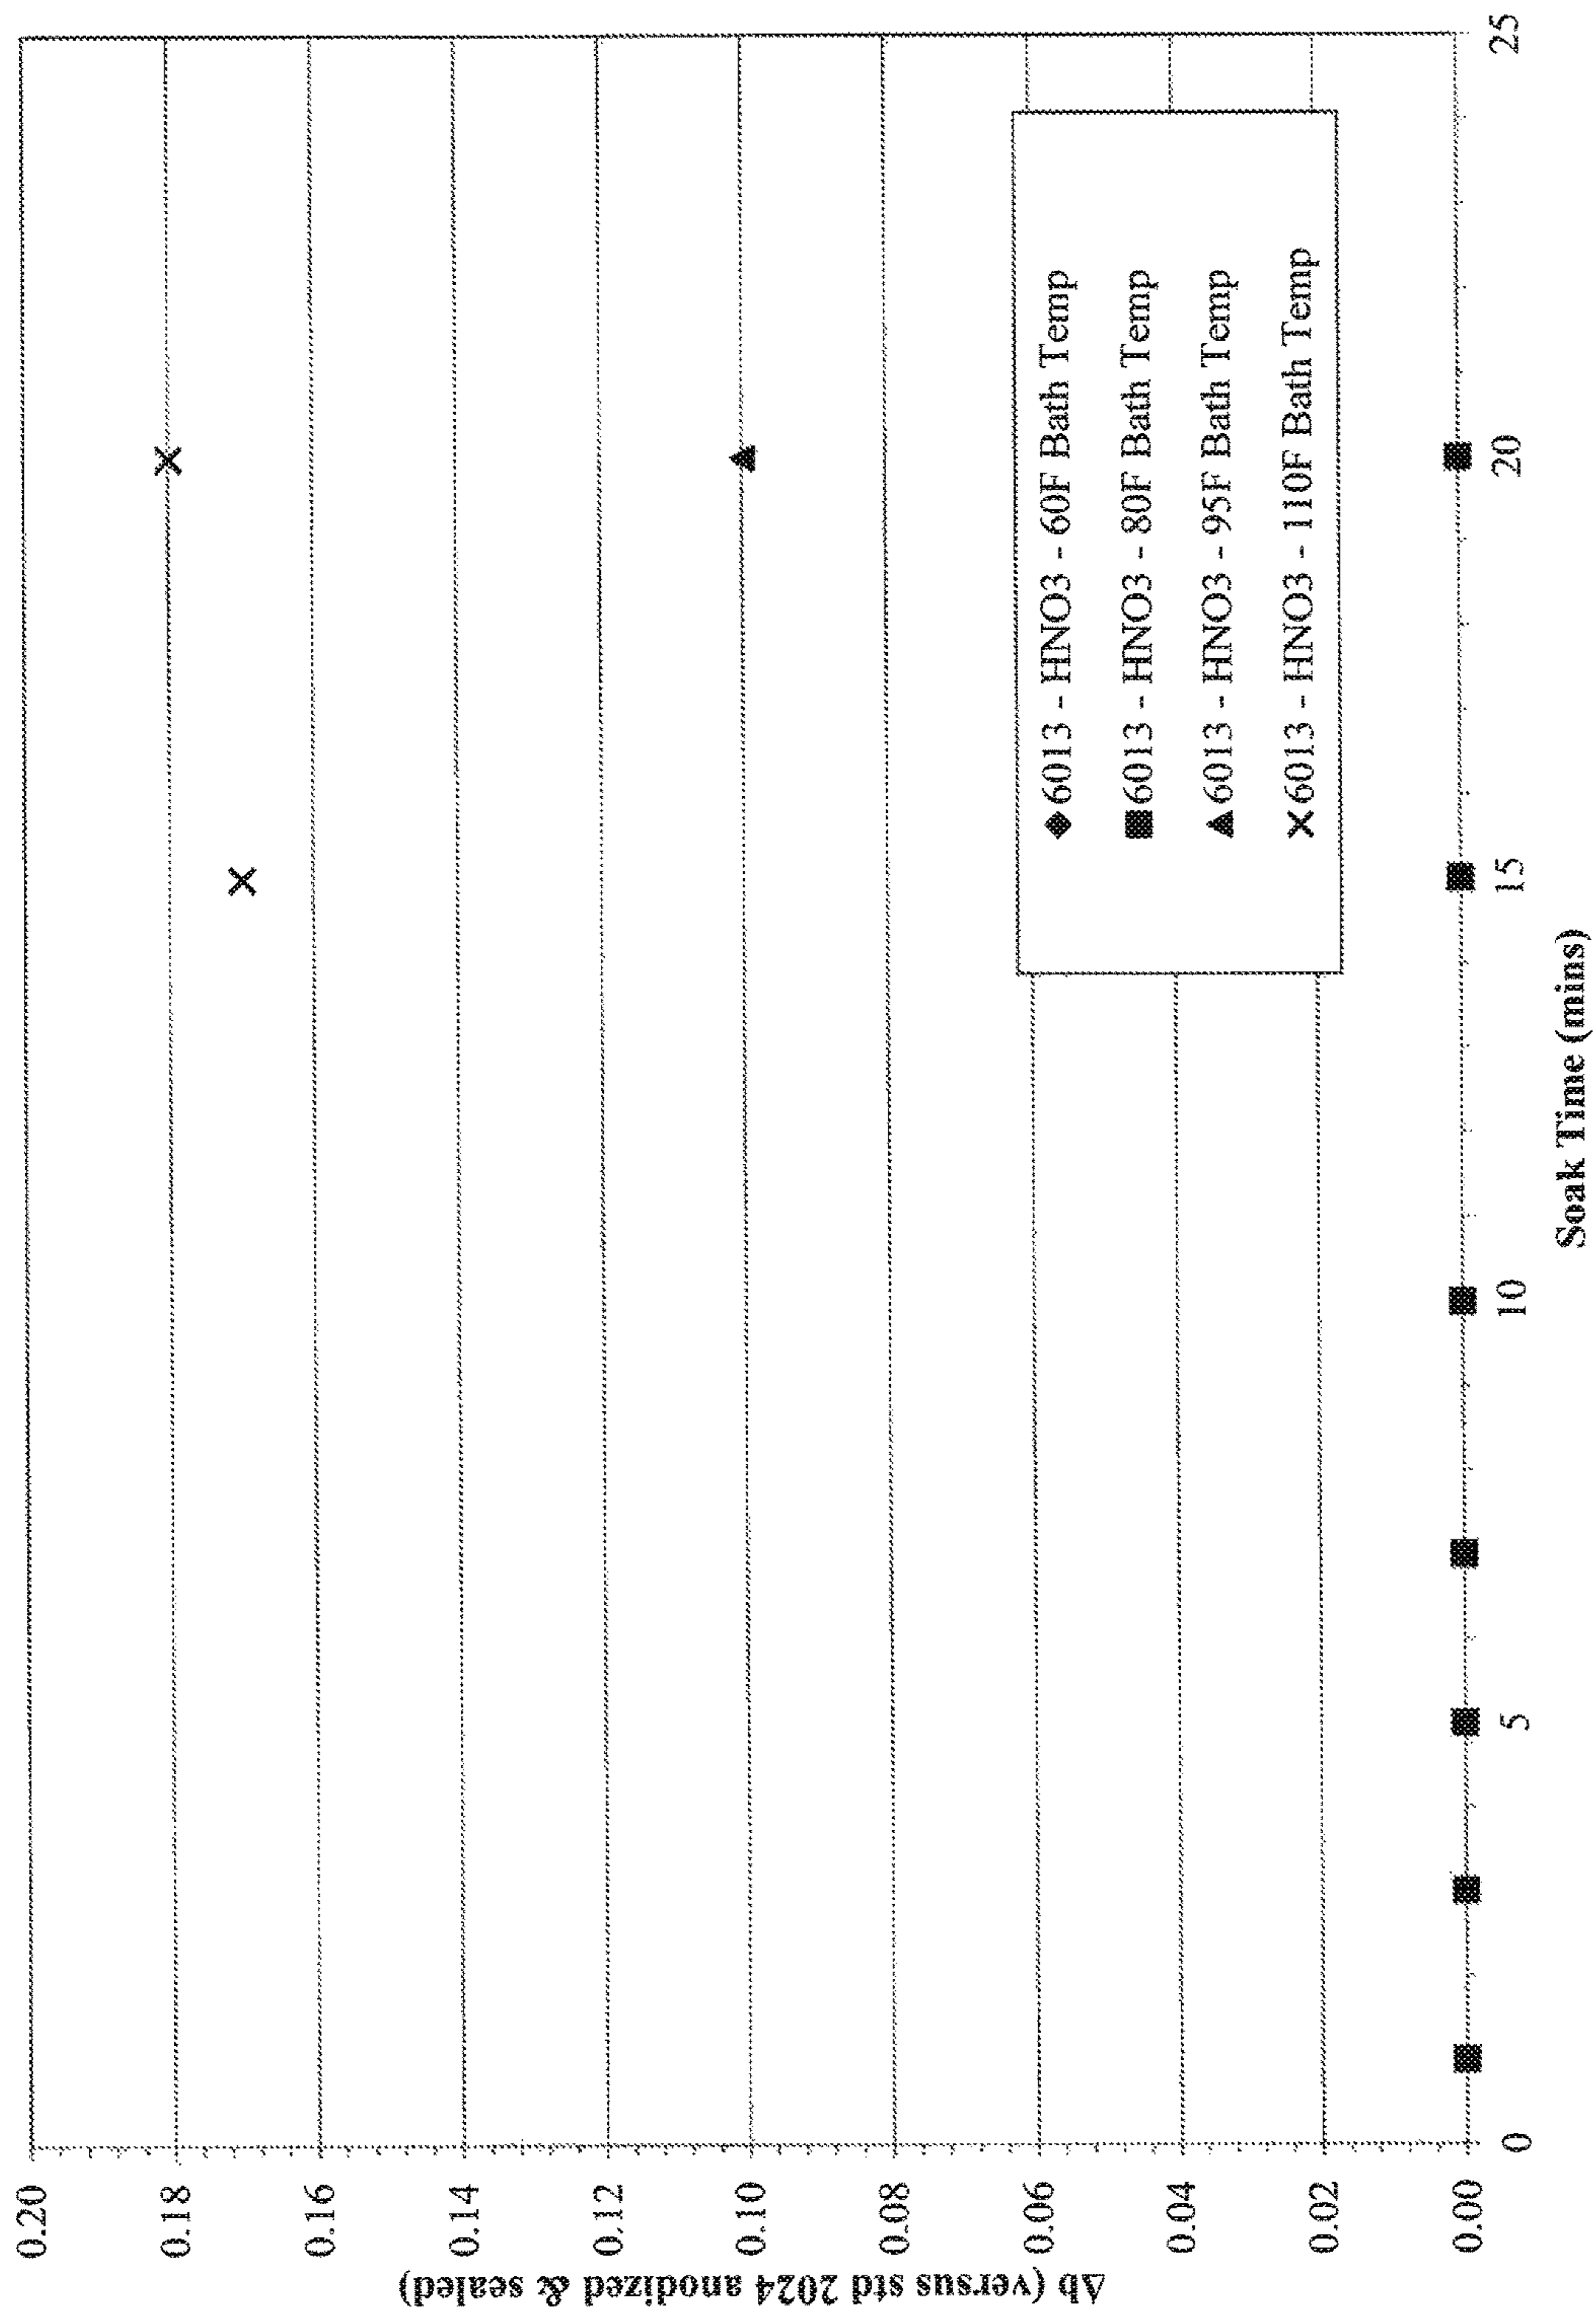 Δb (versus std 2024 anodized & sealed)
0.20
0.18
0.16
0.14
0.12
0.10
0.08
0.06
0.04
0.02
0.00
◆6013 - HNO3 - 60F Bath Temp
■6013 - HNO3 - 80F Bath Temp
▲6013 - HNO3 - 95F Bath Temp
×6013 - HNO3 - 110F Bath Temp
0 5 10 15 20 25
Soak Time (mins)